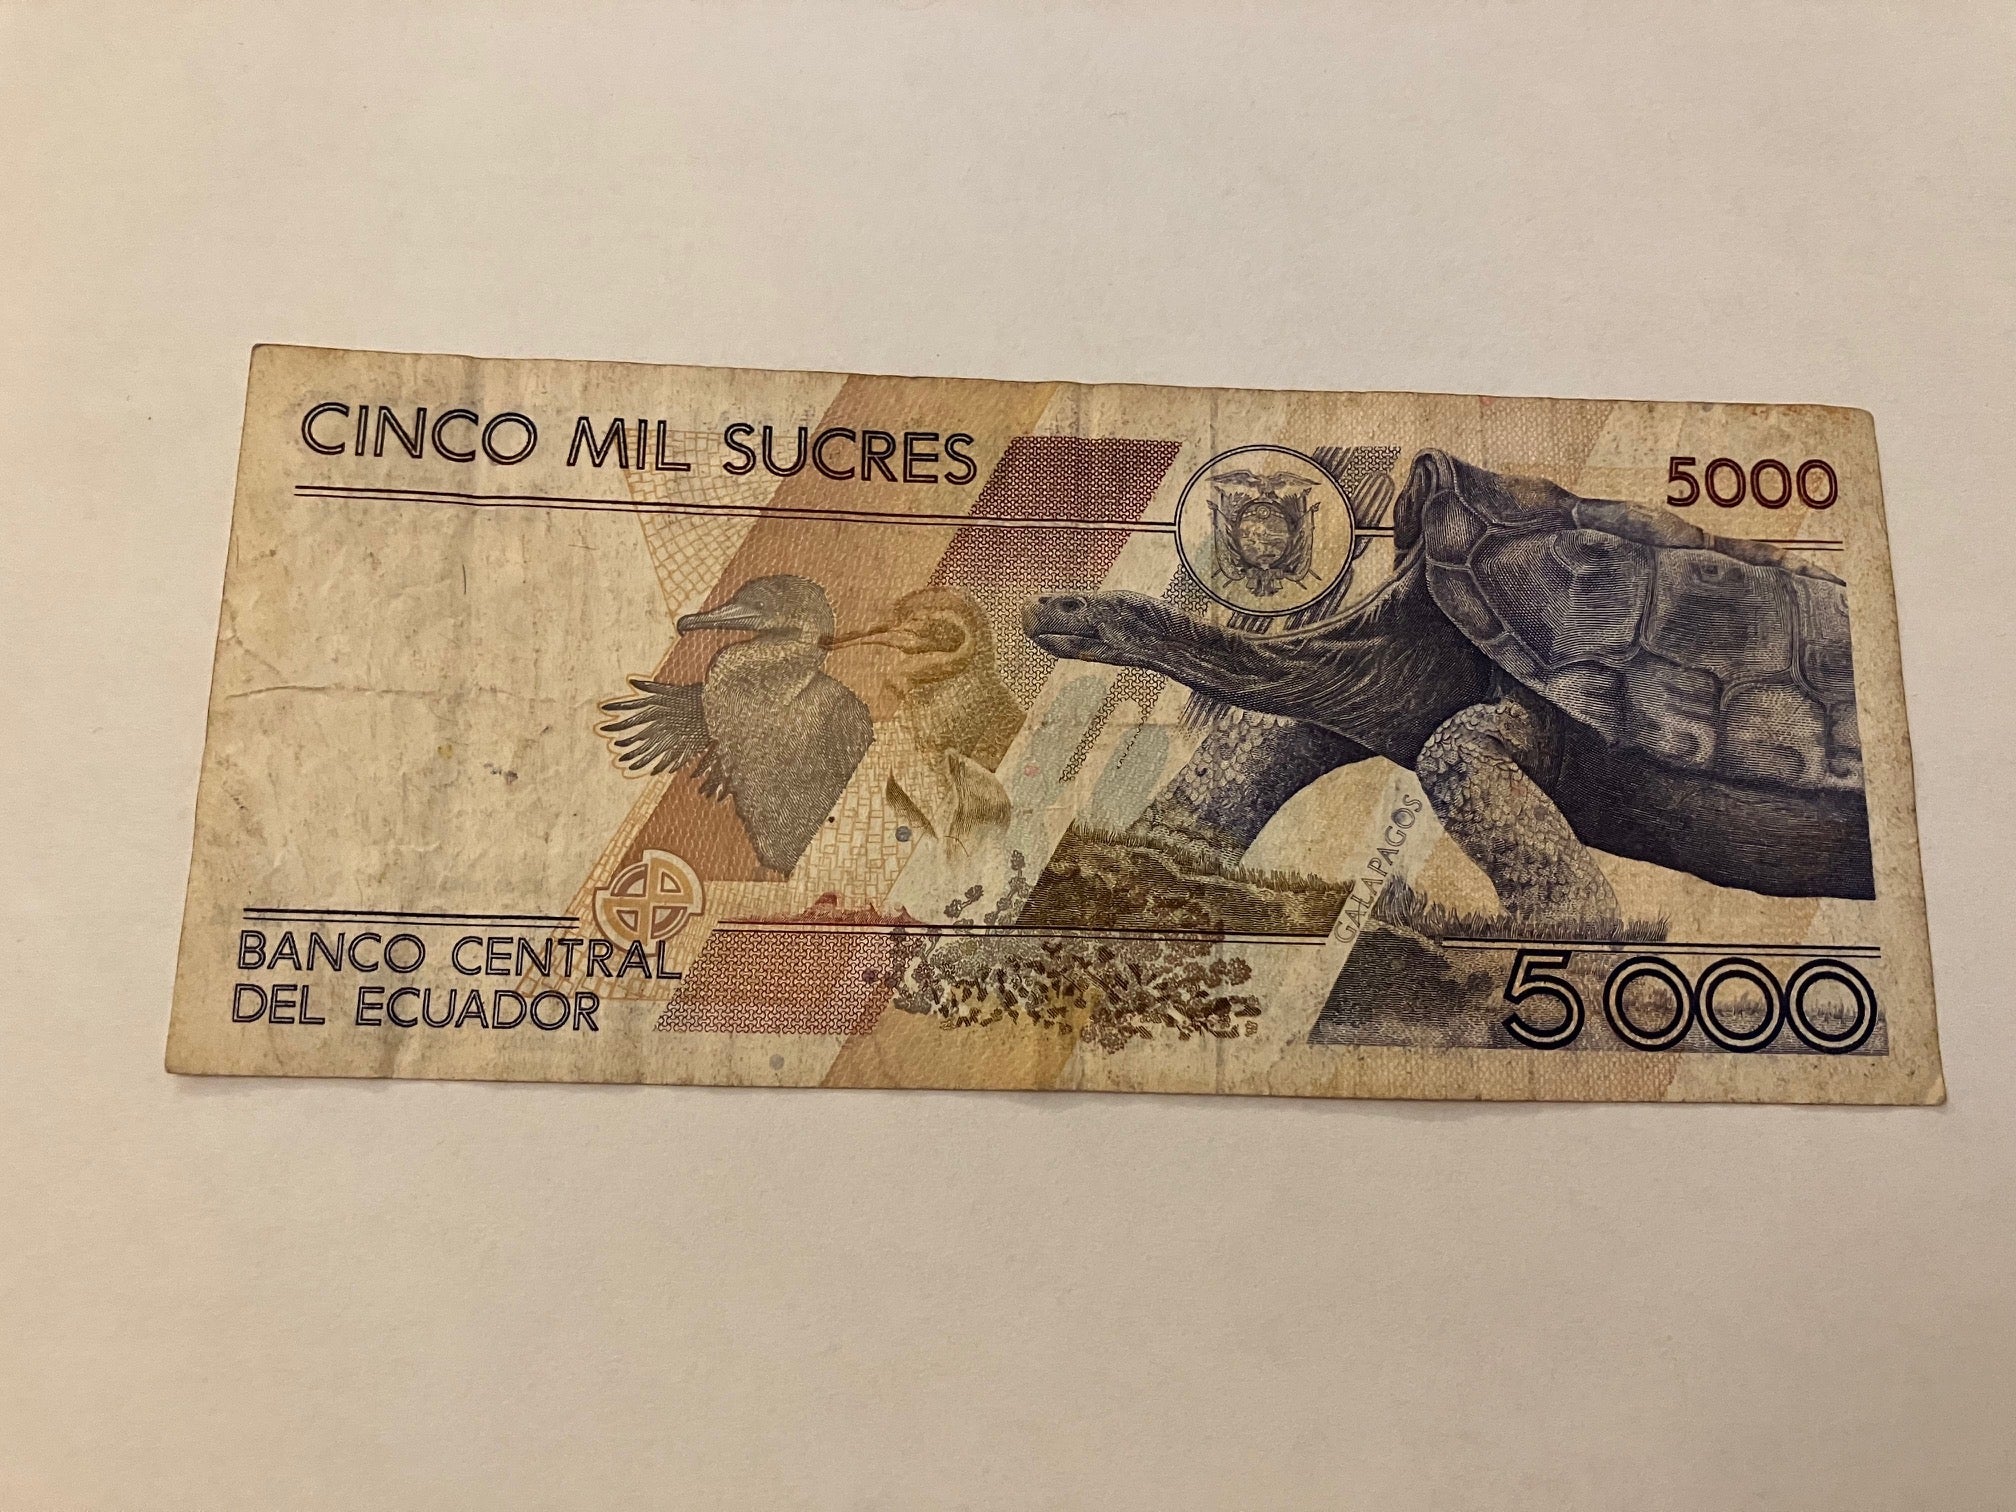 CINCO MIL SUCRES
5000
GALAPAGOS
BANCO CENTRAL
DEL ECUADOR
5000